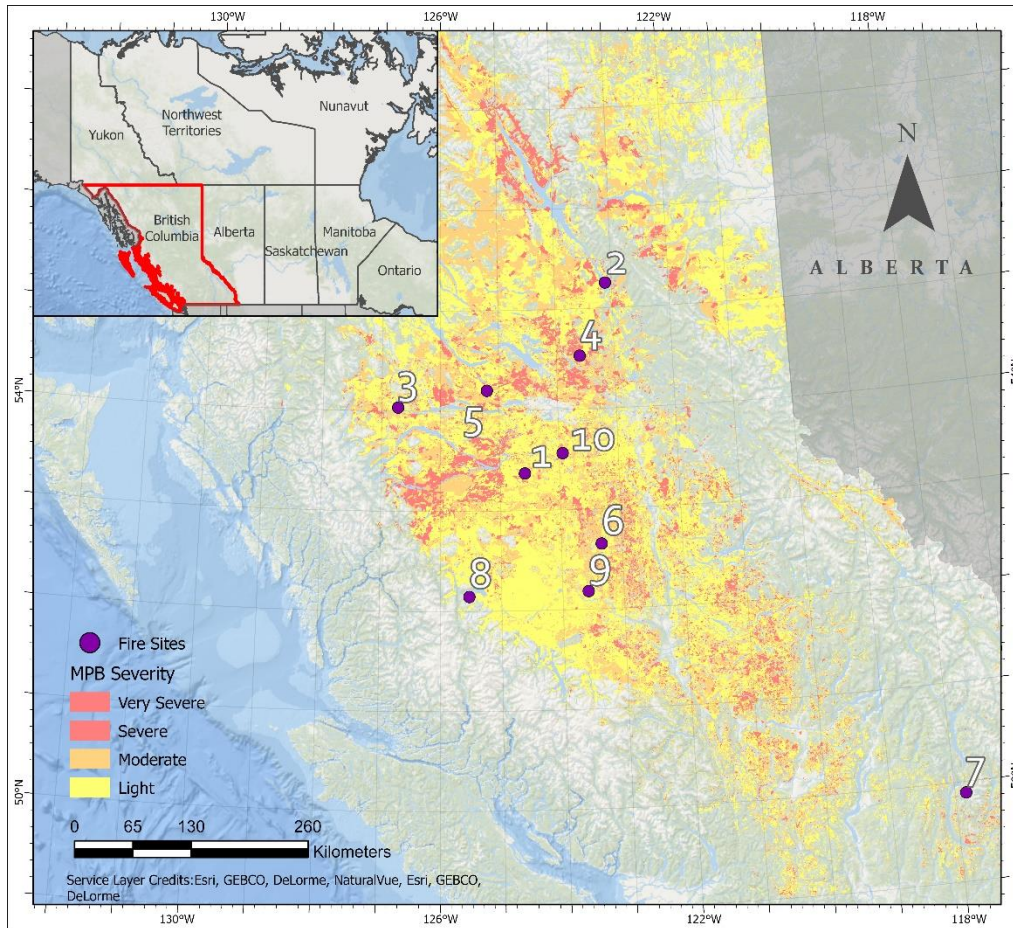 130°W 126°W 122°W 118°W
Nunavut
Northwest
Territories
Yukon
British
Columbia
Alberta
Manitoba
Saskatchewan
Ontario
N
ALBERTA
2
4
54°N
54°N
3
5
10
1
6
8
9
7
Fire Sites
MPB Severity
Very Severe
Severe
Moderate
Light
50°N
50°N
0 65 130 260
Kilometers
Service Layer Credits:Esri, GEBCO, DeLorme, NaturalVue, Esri, GEBCO,
DeLorme
130°W 126°W 122°W 118°W